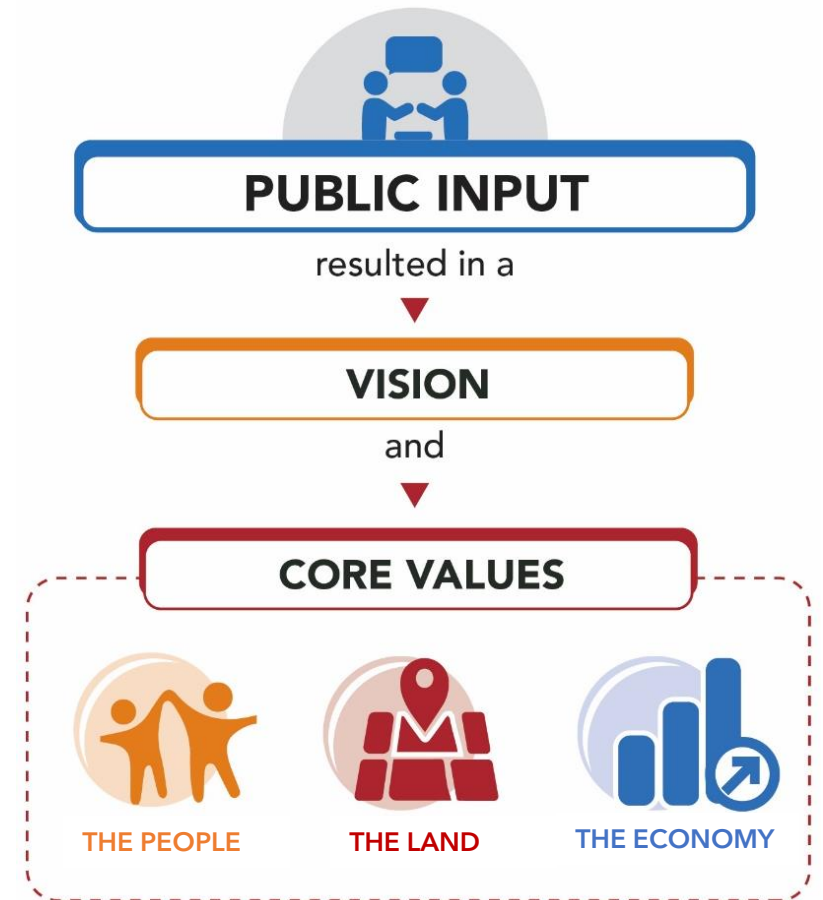 PUBLIC INPUT
resulted in a
VISION
and
CORE VALUES
THE PEOPLE
THE LAND
THE ECONOMY